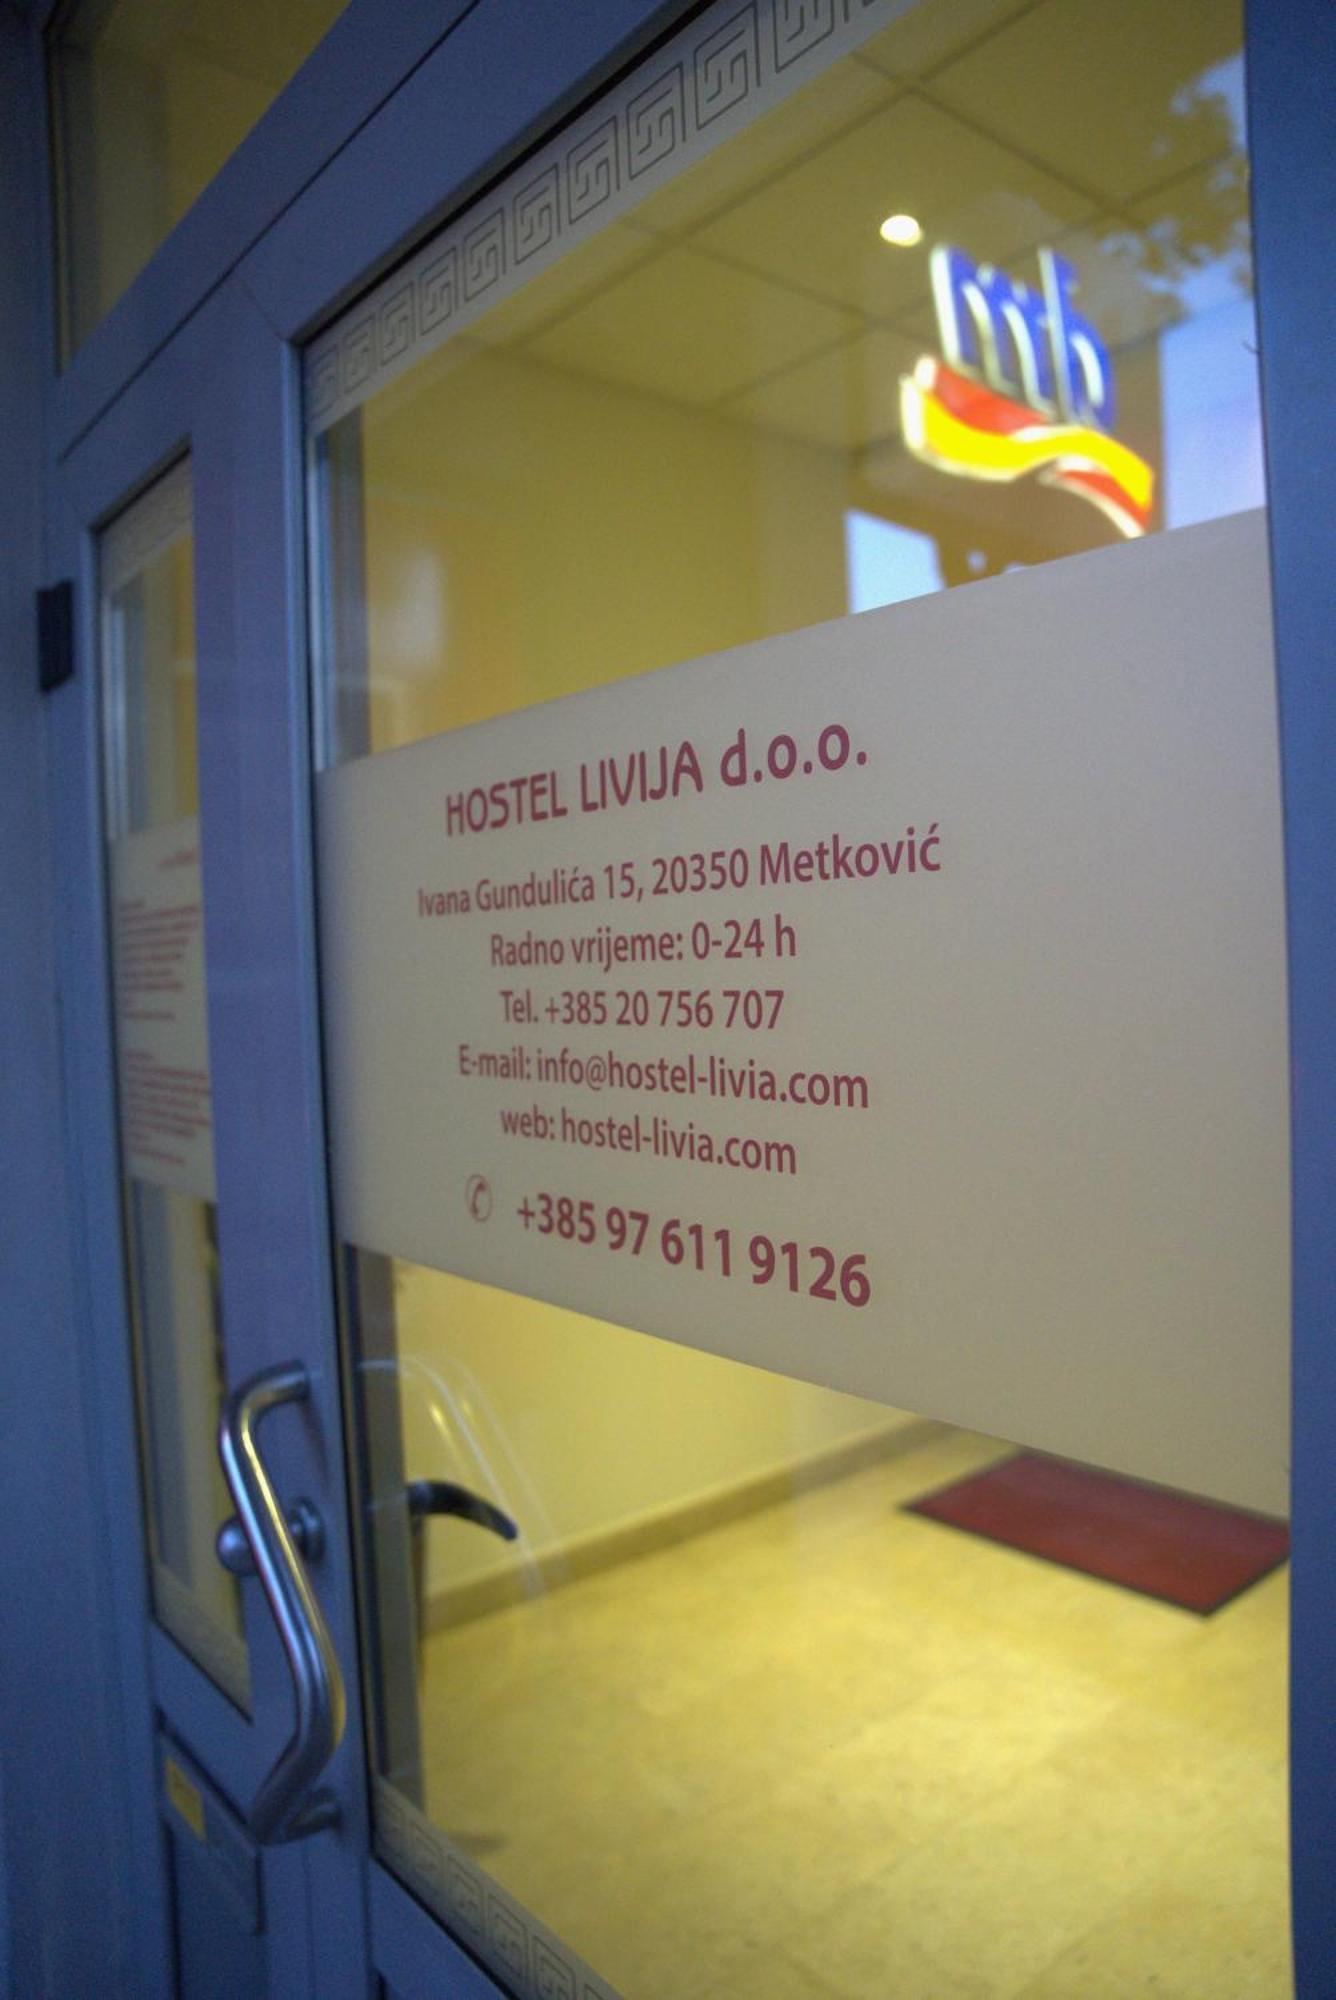 mb
HOSTEL LIVIJA d.o.o.
Ivana Gundulića 15, 20350 Metković
Radno vrijeme: 0-24 h
Tel. +385 20 756 707
E-mail: info@hostel-livia.com
web: hostel-livia.com
✆ +385 97 611 9126